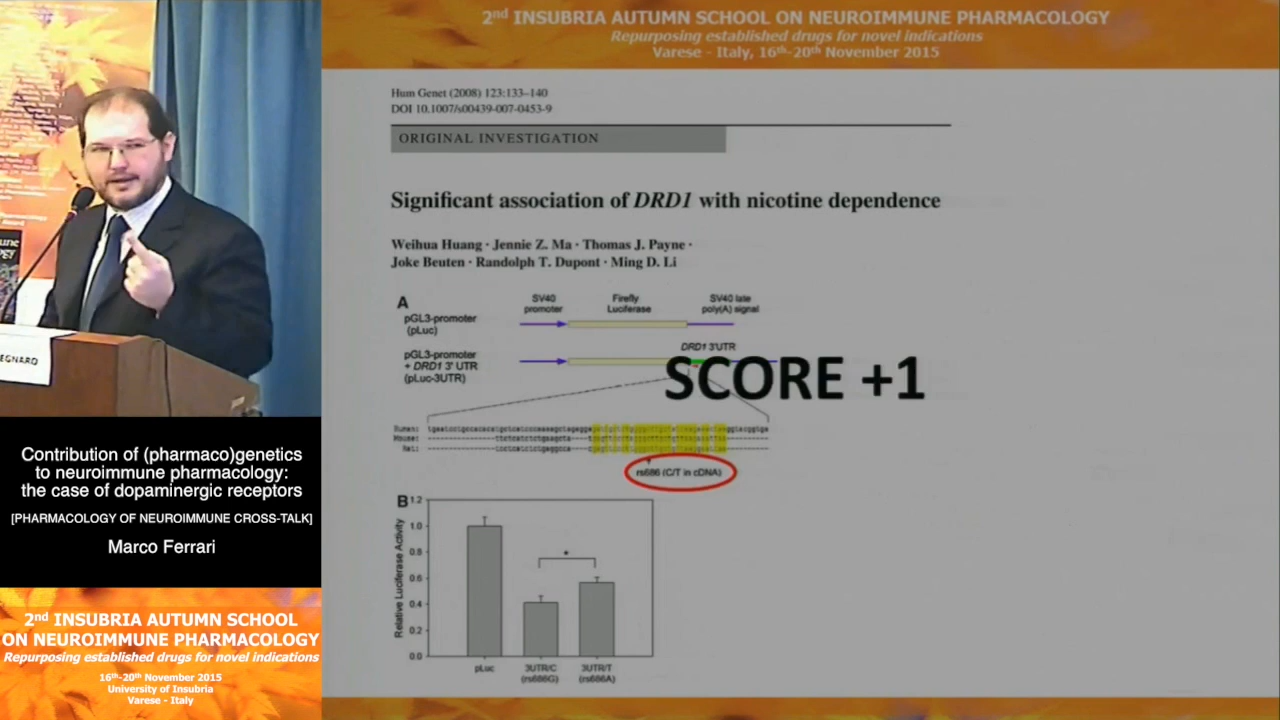 2nd INSUBRIA AUTUMN SCHOOL ON NEUROIMMUNE PHARMACOLOGY
Repurposing established drugs for novel indications
Varese - Italy, 16th-20th November 2015
Hum Genet (2008) 123:133–140
DOI 10.1007/s00439-007-0453-9
ORIGINAL INVESTIGATION
Significant association of DRD1 with nicotine dependence
Weihua Huang · Jennie Z. Ma · Thomas J. Payne ·
Joke Beuten · Randolph T. Dupont · Ming D. Li
A
SV40 promoter
Firefly Luciferase
SV40 late poly(A) signal
pGL3-promoter
(pLuc)
DRD1 3'UTR
pGL3-promoter
+ DRD1 3' UTR
(pLuc-3UTR)
SCORE +1
Human:
Mouse:
Rat:
rs686 (C/T in cDNA)
B
Relative Luciferase Activity
1.2
1.0
0.8
0.6
0.4
0.2
0.0
*
pLuc
3UTR/C
(rs686G)
3UTR/T
(rs686A)
EGNARD
Contribution of (pharmaco)genetics
to neuroimmune pharmacology:
the case of dopaminergic receptors
[PHARMACOLOGY OF NEUROIMMUNE CROSS-TALK]
Marco Ferrari
2nd INSUBRIA AUTUMN SCHOOL
ON NEUROIMMUNE PHARMACOLOGY
Repurposing established drugs for novel indications
16th-20th November 2015
University of Insubria
Varese - Italy